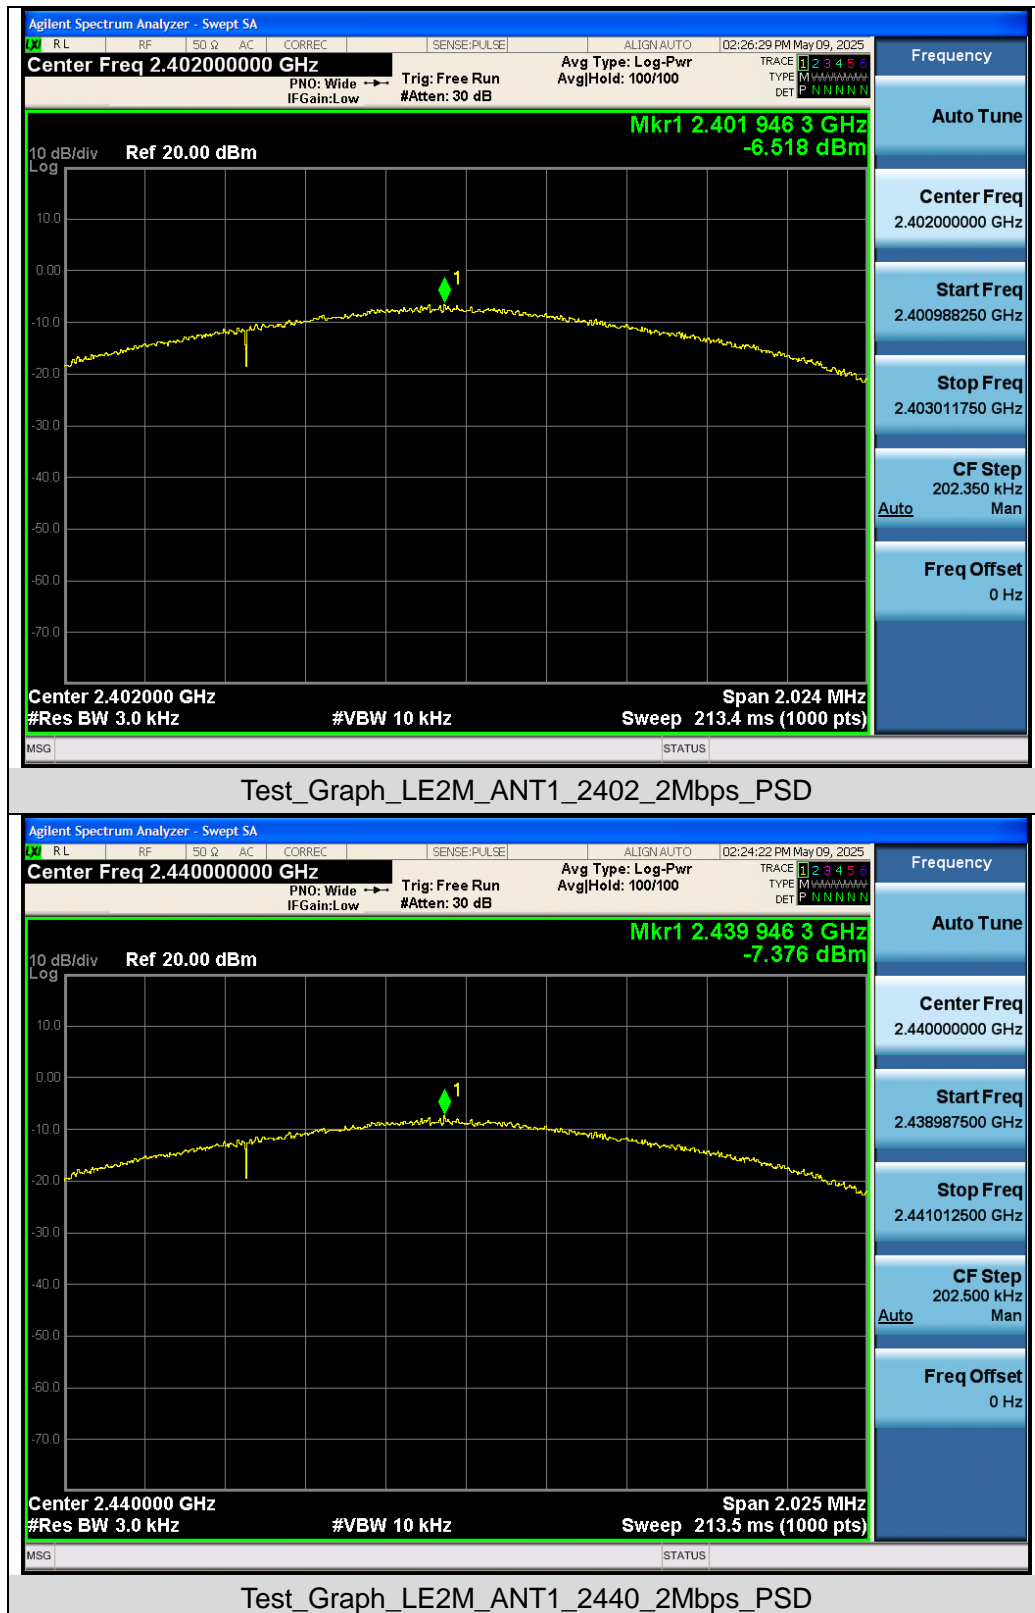 Agilent Spectrum Analyzer - Swept SA
LXI RL RF 50 Ω AC CORREC SENSE:PULSE ALIGN AUTO 02:26:29 PM May 09, 2025
Center Freq 2.402000000 GHz
PNO: Wide
IFGain:Low
Trig: Free Run
#Atten: 30 dB
Avg Type: Log-Pwr
Avg|Hold: 100/100
TRACE 1 2 3 4 5 6
TYPE M
DET P N N N N N
Mkr1 2.401 946 3 GHz
-6.518 dBm
10 dB/div Ref 20.00 dBm
Log
10.0
0.00
-10.0
-20.0
-30.0
-40.0
-50.0
-60.0
-70.0
1
Center 2.402000 GHz Span 2.024 MHz
#Res BW 3.0 kHz #VBW 10 kHz Sweep 213.4 ms (1000 pts)
MSG STATUS
Frequency
Auto Tune
Center Freq
2.402000000 GHz
Start Freq
2.400988250 GHz
Stop Freq
2.403011750 GHz
CF Step
202.350 kHz
Auto Man
Freq Offset
0 Hz
Test_Graph_LE2M_ANT1_2402_2Mbps_PSD
Agilent Spectrum Analyzer - Swept SA
LXI RL RF 50 Ω AC CORREC SENSE:PULSE ALIGN AUTO 02:24:22 PM May 09, 2025
Center Freq 2.440000000 GHz
PNO: Wide
IFGain:Low
Trig: Free Run
#Atten: 30 dB
Avg Type: Log-Pwr
Avg|Hold: 100/100
TRACE 1 2 3 4 5 6
TYPE M
DET P N N N N N
Mkr1 2.439 946 3 GHz
-7.376 dBm
10 dB/div Ref 20.00 dBm
Log
10.0
0.00
-10.0
-20.0
-30.0
-40.0
-50.0
-60.0
-70.0
1
Center 2.440000 GHz Span 2.025 MHz
#Res BW 3.0 kHz #VBW 10 kHz Sweep 213.5 ms (1000 pts)
MSG STATUS
Frequency
Auto Tune
Center Freq
2.440000000 GHz
Start Freq
2.438987500 GHz
Stop Freq
2.441012500 GHz
CF Step
202.500 kHz
Auto Man
Freq Offset
0 Hz
Test_Graph_LE2M_ANT1_2440_2Mbps_PSD